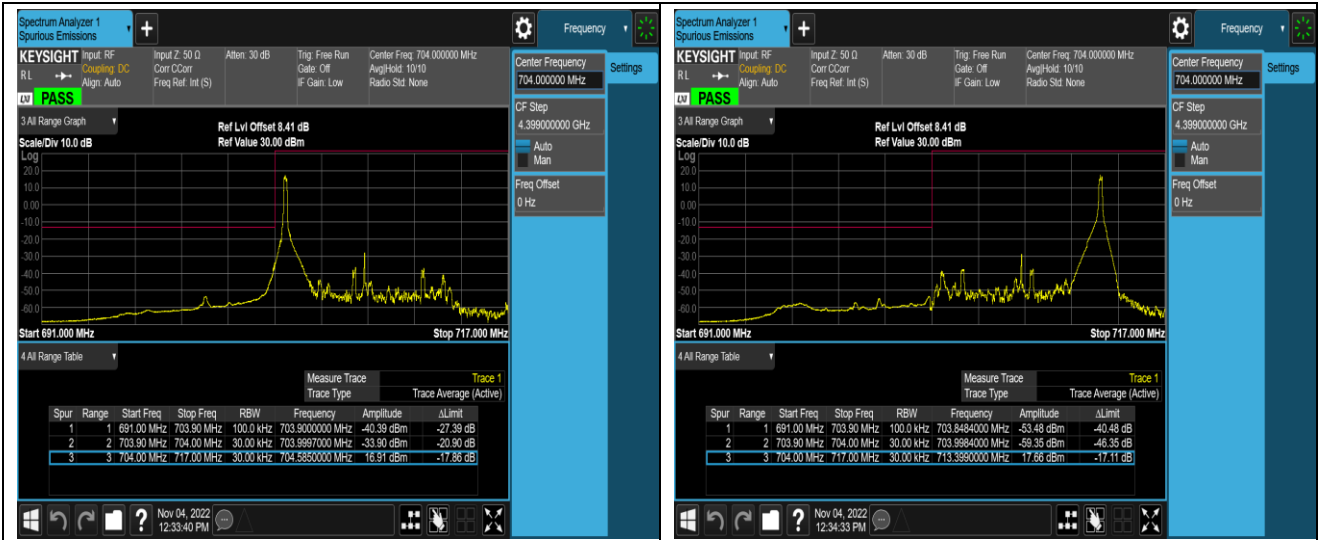 Spectrum Analyzer 1
Spurious Emissions
Frequency
KEYSIGHT
Input: RF
Coupling: DC
Align: Auto
Input Z: 50 Ω
Corr CCorr
Freq Ref: Int (S)
Atten: 30 dB
Trig: Free Run
Gate: Off
IF Gain: Low
Center Freq: 704.000000 MHz
Avg|Hold: 10/10
Radio Std: None
R L
LXI
PASS
Center Frequency
704.000000 MHz
Settings
CF Step
4.399000000 GHz
Auto
Man
Freq Offset
0 Hz
3 All Range Graph
Ref Lvl Offset 8.41 dB
Scale/Div 10.0 dB
Ref Value 30.00 dBm
Log
20.0
10.0
0.00
-10.0
-20.0
-30.0
-40.0
-50.0
-60.0
Start 691.000 MHz
Stop 717.000 MHz
4 All Range Table
Measure Trace Trace 1
Trace Type Trace Average (Active)
Spur Range Start Freq Stop Freq RBW Frequency Amplitude ΔLimit
1 1 691.00 MHz 703.90 MHz 100.0 kHz 703.9000000 MHz -40.39 dBm -27.39 dB
2 2 703.90 MHz 704.00 MHz 30.00 kHz 703.9997000 MHz -33.90 dBm -20.90 dB
3 3 704.00 MHz 717.00 MHz 30.00 kHz 704.5850000 MHz 16.91 dBm -17.86 dB
?
Nov 04, 2022
12:33:40 PM
Spectrum Analyzer 1
Spurious Emissions
Frequency
KEYSIGHT
Input: RF
Coupling: DC
Align: Auto
Input Z: 50 Ω
Corr CCorr
Freq Ref: Int (S)
Atten: 30 dB
Trig: Free Run
Gate: Off
IF Gain: Low
Center Freq: 704.000000 MHz
Avg|Hold: 10/10
Radio Std: None
R L
LXI
PASS
Center Frequency
704.000000 MHz
Settings
CF Step
4.399000000 GHz
Auto
Man
Freq Offset
0 Hz
3 All Range Graph
Ref Lvl Offset 8.41 dB
Scale/Div 10.0 dB
Ref Value 30.00 dBm
Log
20.0
10.0
0.00
-10.0
-20.0
-30.0
-40.0
-50.0
-60.0
Start 691.000 MHz
Stop 717.000 MHz
4 All Range Table
Measure Trace Trace 1
Trace Type Trace Average (Active)
Spur Range Start Freq Stop Freq RBW Frequency Amplitude ΔLimit
1 1 691.00 MHz 703.90 MHz 100.0 kHz 703.8484000 MHz -53.48 dBm -40.48 dB
2 2 703.90 MHz 704.00 MHz 30.00 kHz 703.9984000 MHz -59.35 dBm -46.35 dB
3 3 704.00 MHz 717.00 MHz 30.00 kHz 713.3990000 MHz 17.66 dBm -17.11 dB
?
Nov 04, 2022
12:34:33 PM